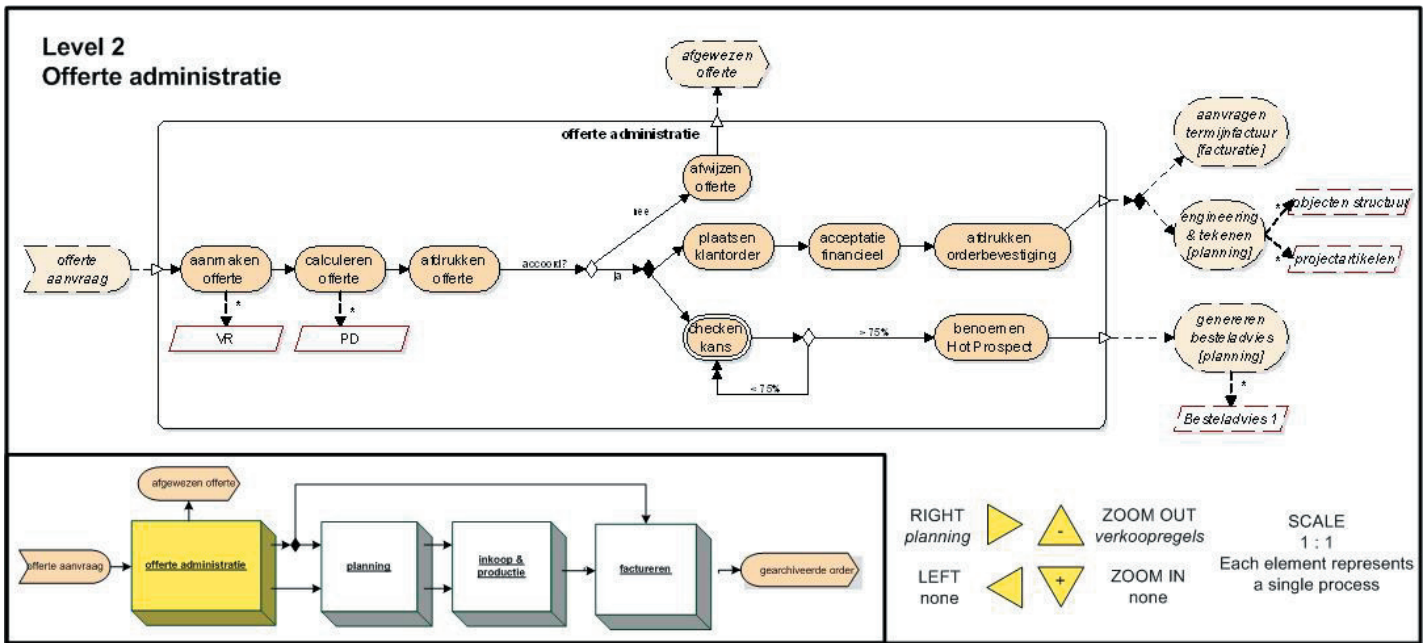 Level 2
Offerte administratie
afgewezen
offerte
offerte administratie
aanvragen
termijnfactuur
[facturatie]
afwijzen
offerte
nee
engineering
& tekenen
[planning]
*
objecten structuur
*
projectartikelen
offerte
aanvraag
aanmaken
offerte
calculeren
offerte
afdrukken
offerte
accoord?
ja
plaatsen
klantorder
acceptatie
financieel
afdrukken
orderbevestiging
*
VR
*
PD
checken
kans
> 75%
< 75%
benoemen
Hot Prospect
genereren
besteladvies
[planning]
*
Besteladvies 1
afgewezen offerte
offerte aanvraag
offerte administratie
planning
inkoop &
productie
factureren
gearchiveerde order
RIGHT
planning
-
ZOOM OUT
verkoopregels
LEFT
none
+
ZOOM IN
none
SCALE
1 : 1
Each element represents
a single process